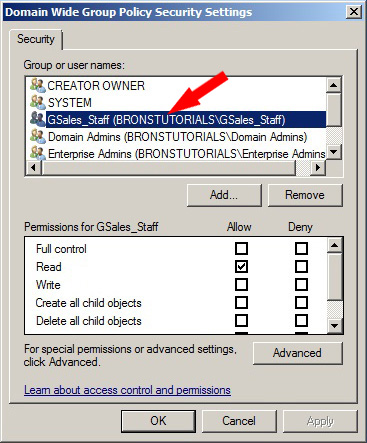 Domain Wide Group Policy Security Settings
Security
Group or user names:
CREATOR OWNER
SYSTEM
GSales_Staff (BRONSTUTORIALS\GSales_Staff)
Domain Admins (BRONSTUTORIALS\Domain Admins)
Enterprise Admins (BRONSTUTORIALS\Enterprise Admins
Add...
Remove
Permissions for GSales_Staff
Allow
Deny
Full control
Read
Write
Create all child objects
Delete all child objects
For special permissions or advanced settings,
click Advanced.
Advanced
Learn about access control and permissions
OK
Cancel
Apply